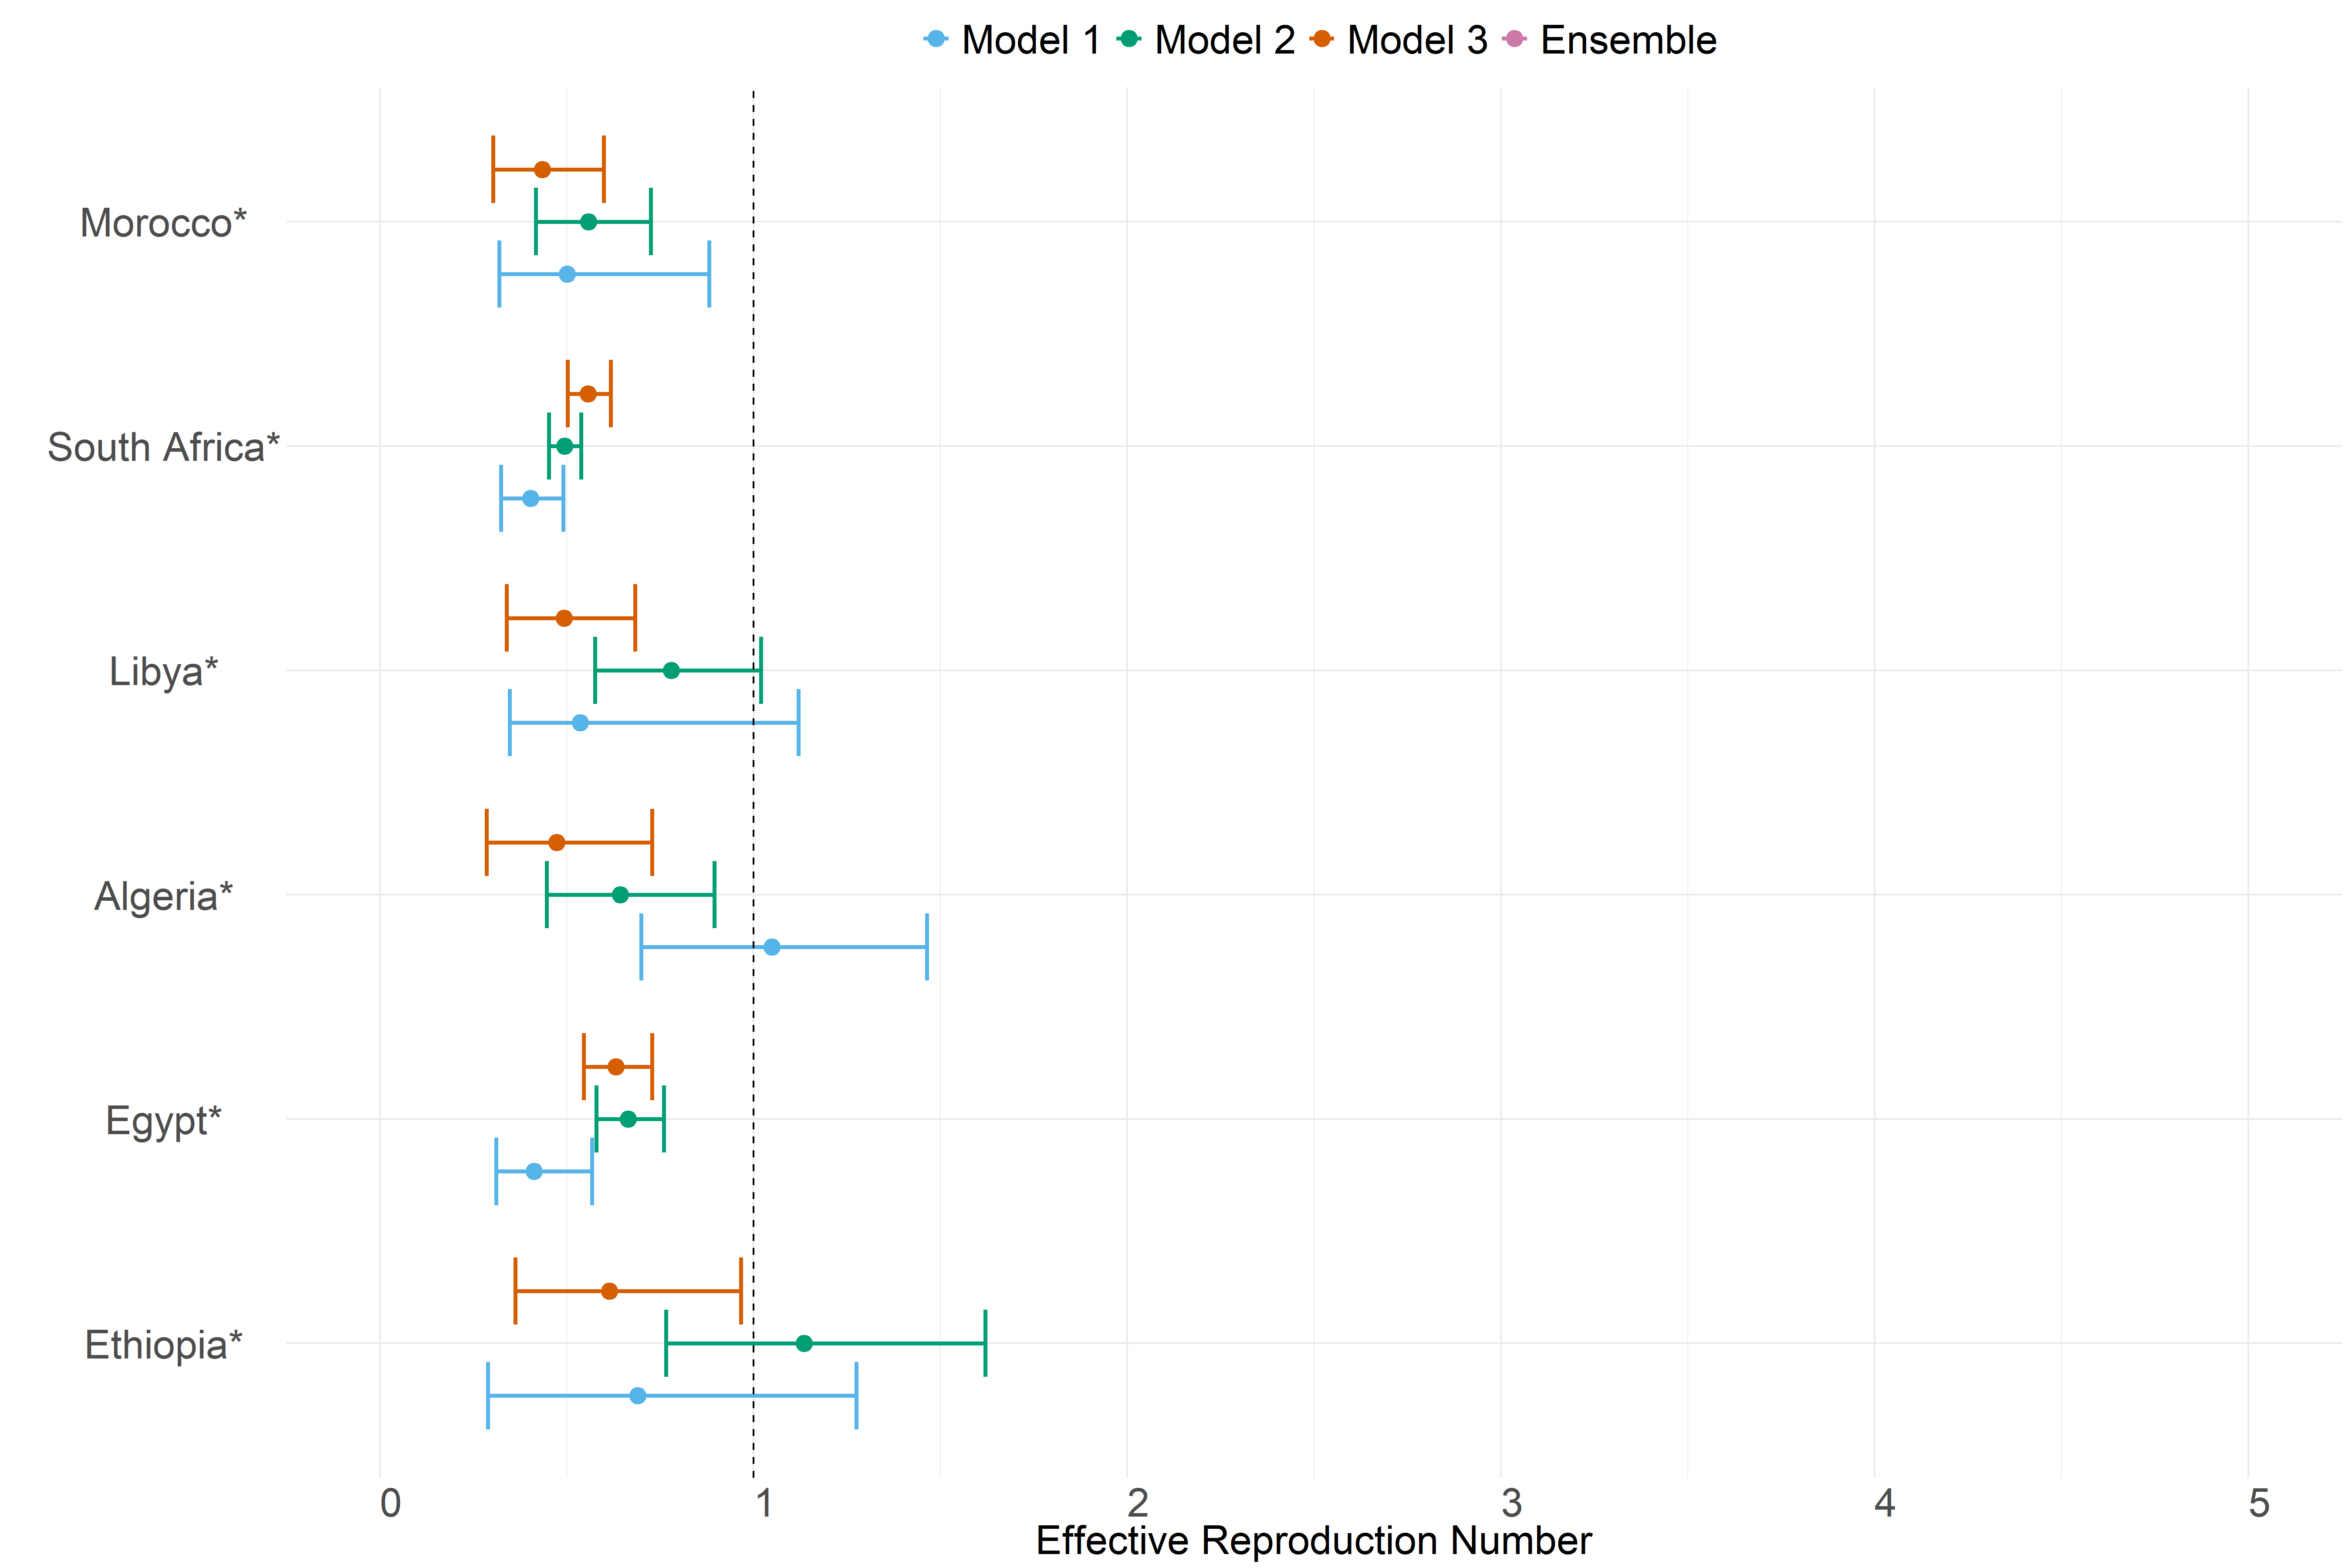 Model 1 Model 2 Model 3 Ensemble
Morocco*
South Africa*
Libya*
Algeria*
Egypt*
Ethiopia*
0 1 2 3 4 5
Effective Reproduction Number